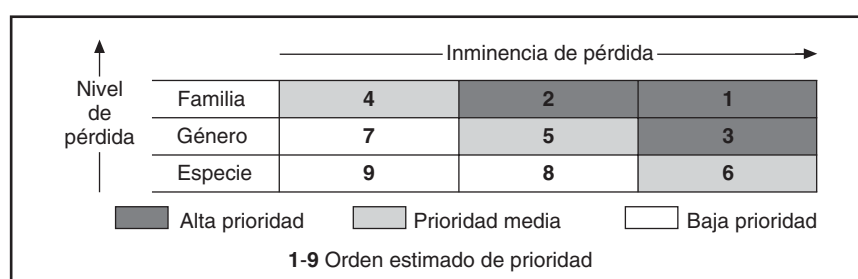 Inminencia de pérdida
Nivel
de
pérdida
Familia 4 2 1
Género 7 5 3
Especie 9 8 6
Alta prioridad Prioridad media Baja prioridad
1-9 Orden estimado de prioridad